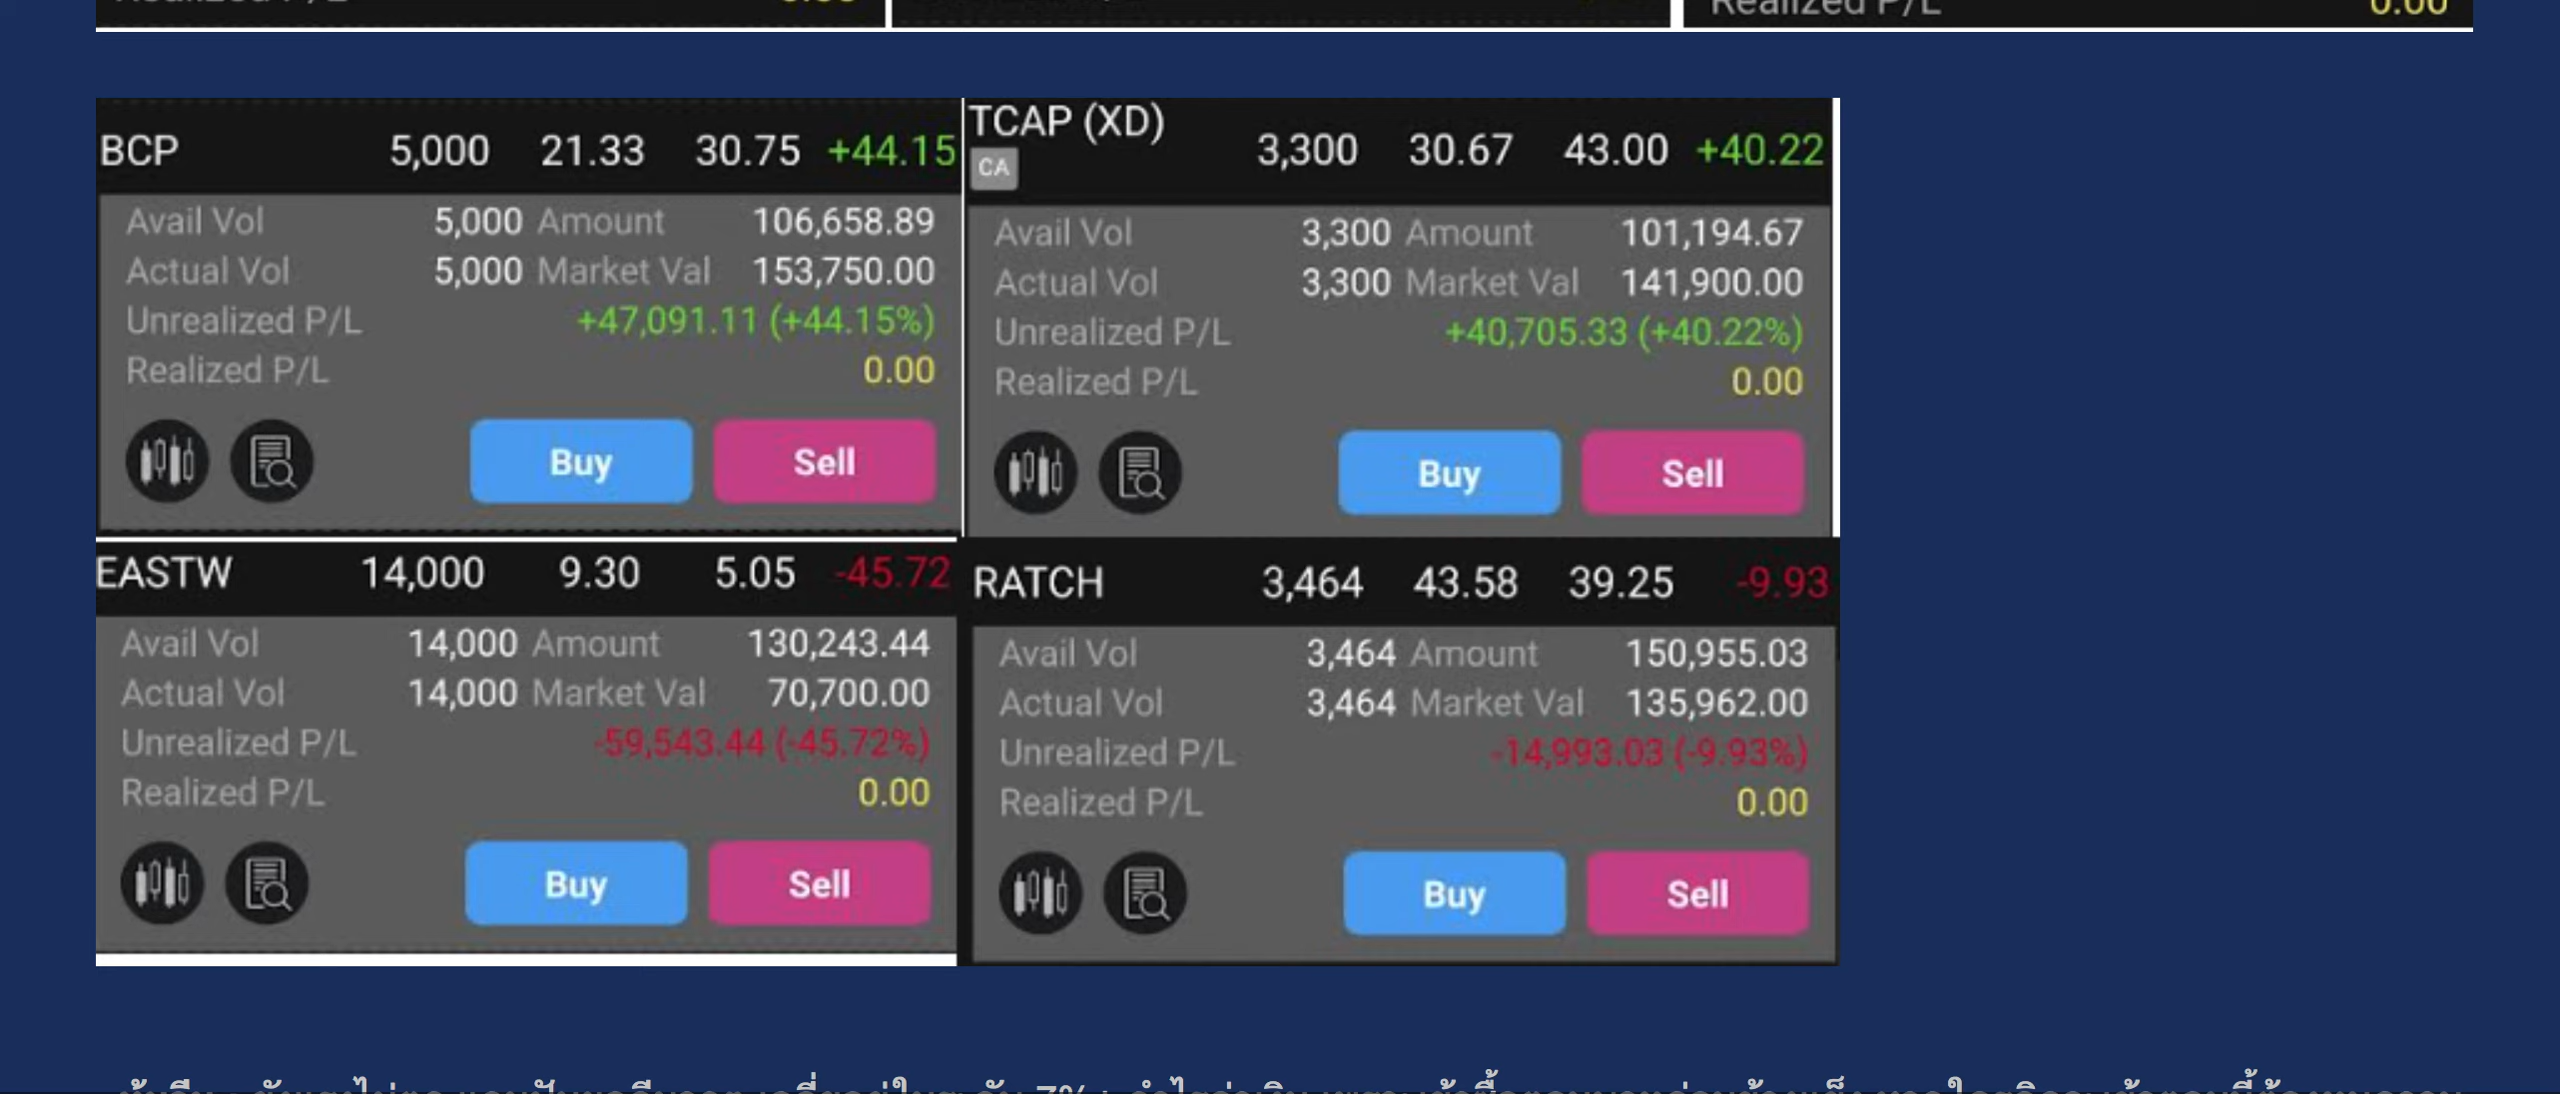 Realized P/L 0.00
BCP 5,000 21.33 30.75 +44.15
Avail Vol 5,000 Amount 106,658.89
Actual Vol 5,000 Market Val 153,750.00
Unrealized P/L +47,091.11 (+44.15%)
Realized P/L 0.00
Buy Sell
TCAP (XD) 3,300 30.67 43.00 +40.22
CA
Avail Vol 3,300 Amount 101,194.67
Actual Vol 3,300 Market Val 141,900.00
Unrealized P/L +40,705.33 (+40.22%)
Realized P/L 0.00
Buy Sell
EASTW 14,000 9.30 5.05 -45.72
Avail Vol 14,000 Amount 130,243.44
Actual Vol 14,000 Market Val 70,700.00
Unrealized P/L -59,543.44 (-45.72%)
Realized P/L 0.00
Buy Sell
RATCH 3,464 43.58 39.25 -9.93
Avail Vol 3,464 Amount 150,955.03
Actual Vol 3,464 Market Val 135,962.00
Unrealized P/L -14,993.03 (-9.93%)
Realized P/L 0.00
Buy Sell